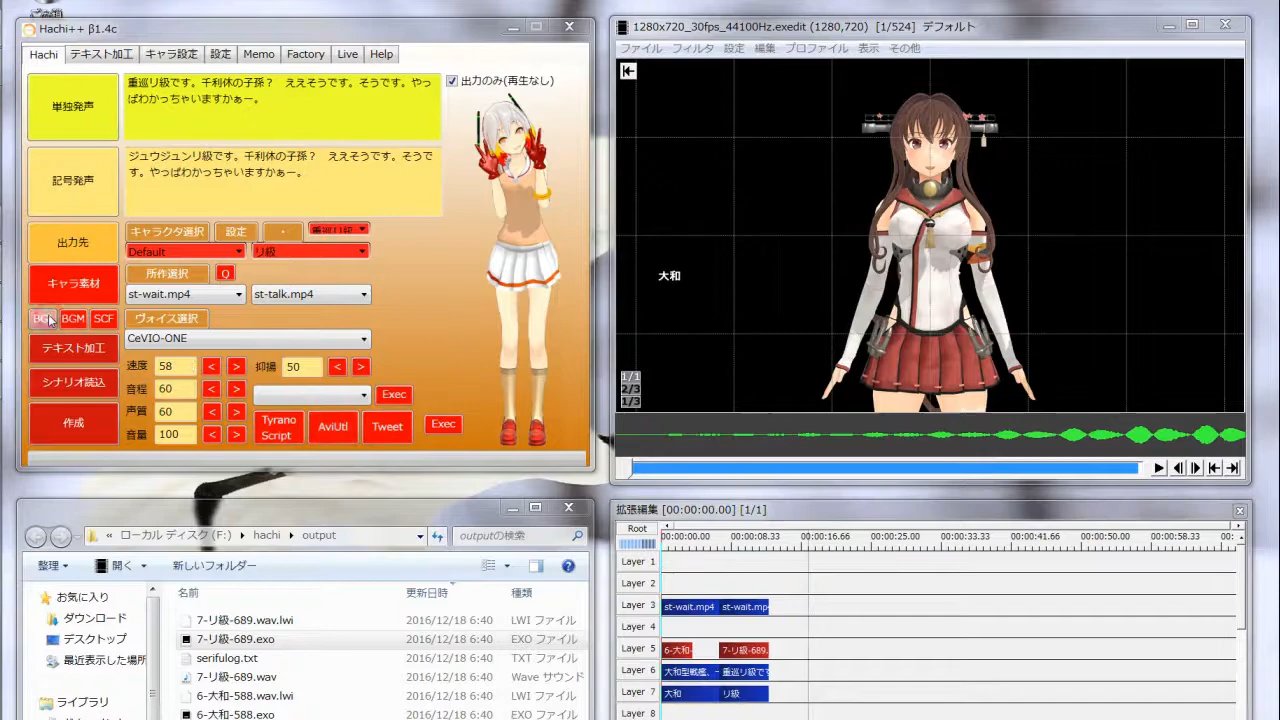 Hachi++ β1.4c
Hachi テキスト加工 キャラ設定 設定 Memo Factory Live Help
単独発声
重巡リ級です。千利休の子孫？　ええそうです。そうです。やっ
ぱわかっちゃいますかぁー。
出力のみ(再生なし)
記号発声
ジュウジュンリ級です。千利休の子孫？　ええそうです。そうで
す。やっぱわかっちゃいますかぁー。
出力先
キャラクタ選択 設定 ・ 重巡リ級
Default リ級
キャラ素材
所作選択 Q
st-wait.mp4 st-talk.mp4
BGM SCF ヴォイス選択
CeVIO-ONE
テキスト加工
速度 58 < > 抑揚 50 < >
シナリオ読込
音程 60 < > Exec
作成
声質 60 < >
音量 100 < >
Tyrano
Script
AviUtl Tweet Exec
1280x720_30fps_44100Hz.exedit (1280,720) [1/524] デフォルト
ファイル フィルタ 設定 編集 プロファイル 表示 その他
大和
1/1
2/3
1/3
« ローカル ディスク (F:) hachi output outputの検索
整理 開く 新しいフォルダー
お気に入り
ダウンロード
デスクトップ
最近表示した場所
ライブラリ
名前 更新日時 種類
7-リ級-689.wav.lwi 2016/12/18 6:40 LWI ファイル
7-リ級-689.exo 2016/12/18 6:40 EXO ファイル
serifulog.txt 2016/12/18 6:40 TXT ファイル
7-リ級-689.wav 2016/12/18 6:40 Wave サウンド
6-大和-588.wav.lwi 2016/12/18 6:40 LWI ファイル
6-大和-588.exo 2016/12/18 6:40 EXO ファイル
拡張編集 [00:00:00.00] [1/1]
Root 00:00:00.00 00:00:08.33 00:00:16.66 00:00:25.00 00:00:33.33 00:00:41.66 00:00:50.00 00:00:58.33 00:
Layer 1
Layer 2
Layer 3 st-wait.mp4 st-wait.mp4
Layer 4
Layer 5 6-大和- 7-リ級-689.
Layer 6 大和型戦艦、 重巡リ級です
Layer 7 大和 リ級
Layer 8